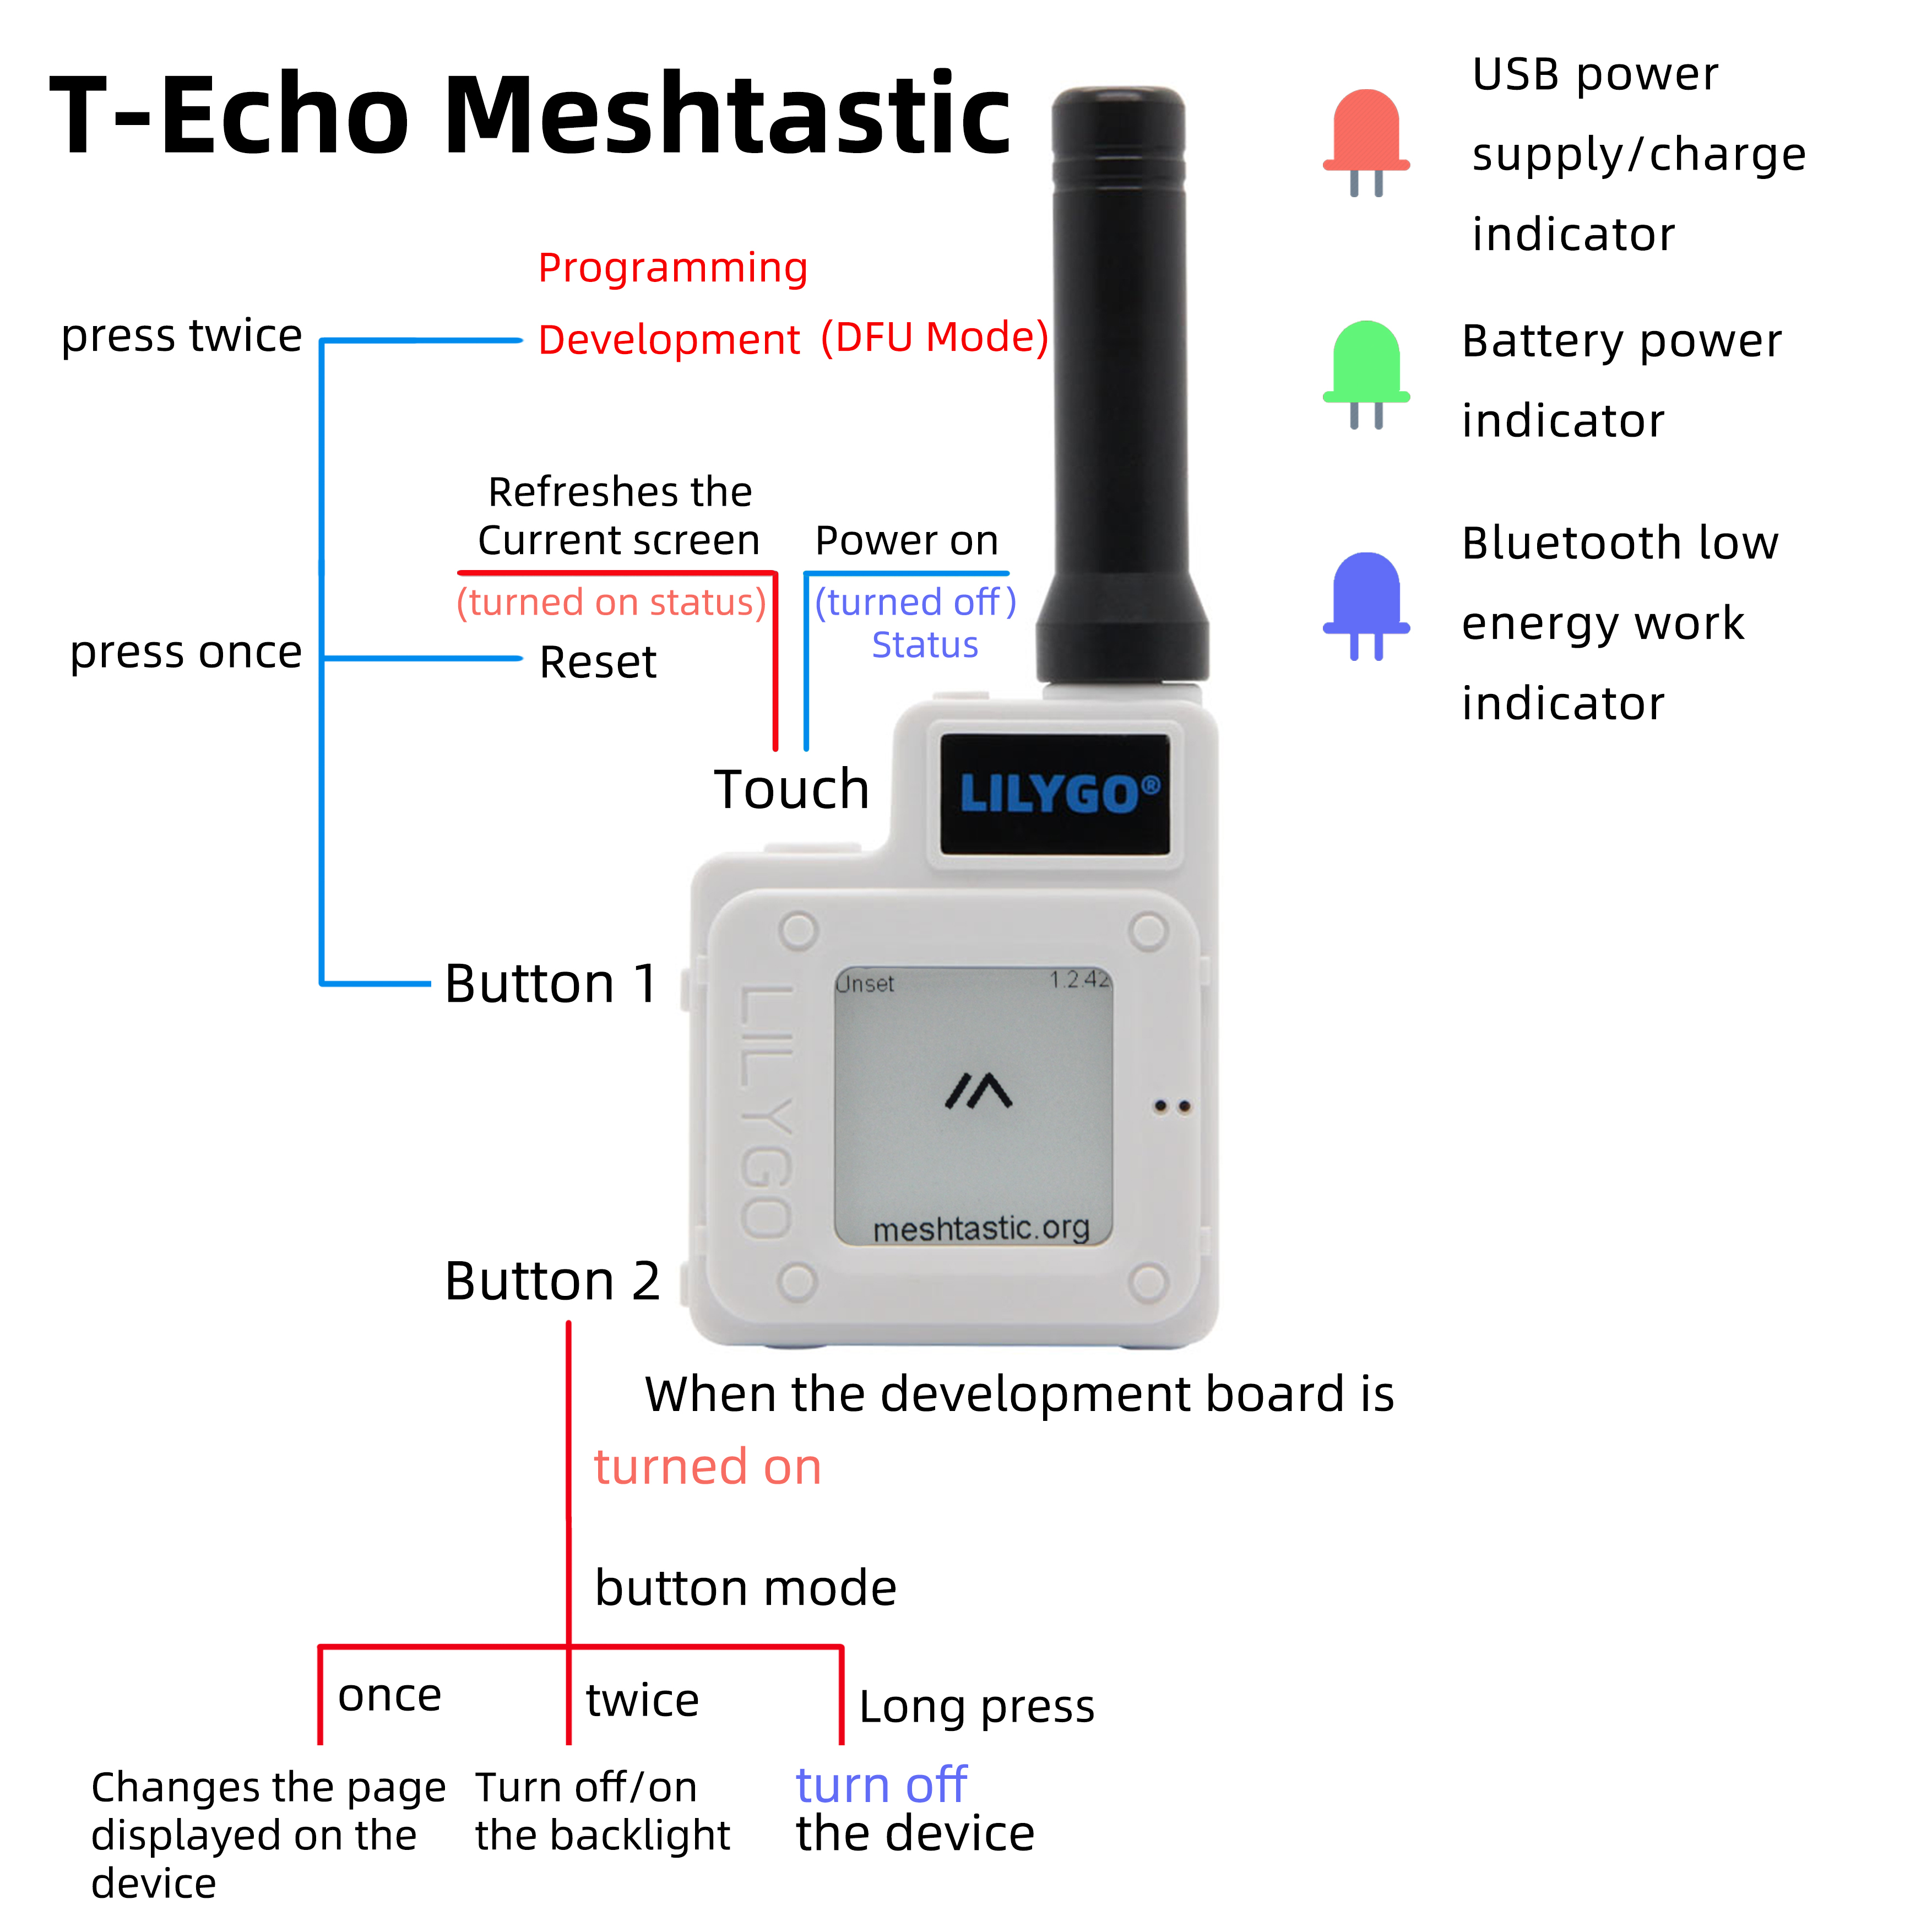 T-Echo Meshtastic
USB power
supply/charge
indicator
Programming
press twice
Development (DFU Mode)
Battery power
indicator
Refreshes the
Current screen
(turned on status)
Power on
(turned off)
Status
Bluetooth low
energy work
indicator
press once
Reset
Touch
LILYGO®
Button 1
Unset
1.2.42
LILYGO
meshtastic.org
Button 2
When the development board is
turned on
button mode
once
twice
Long press
Changes the page
displayed on the
device
Turn off/on
the backlight
turn off
the device